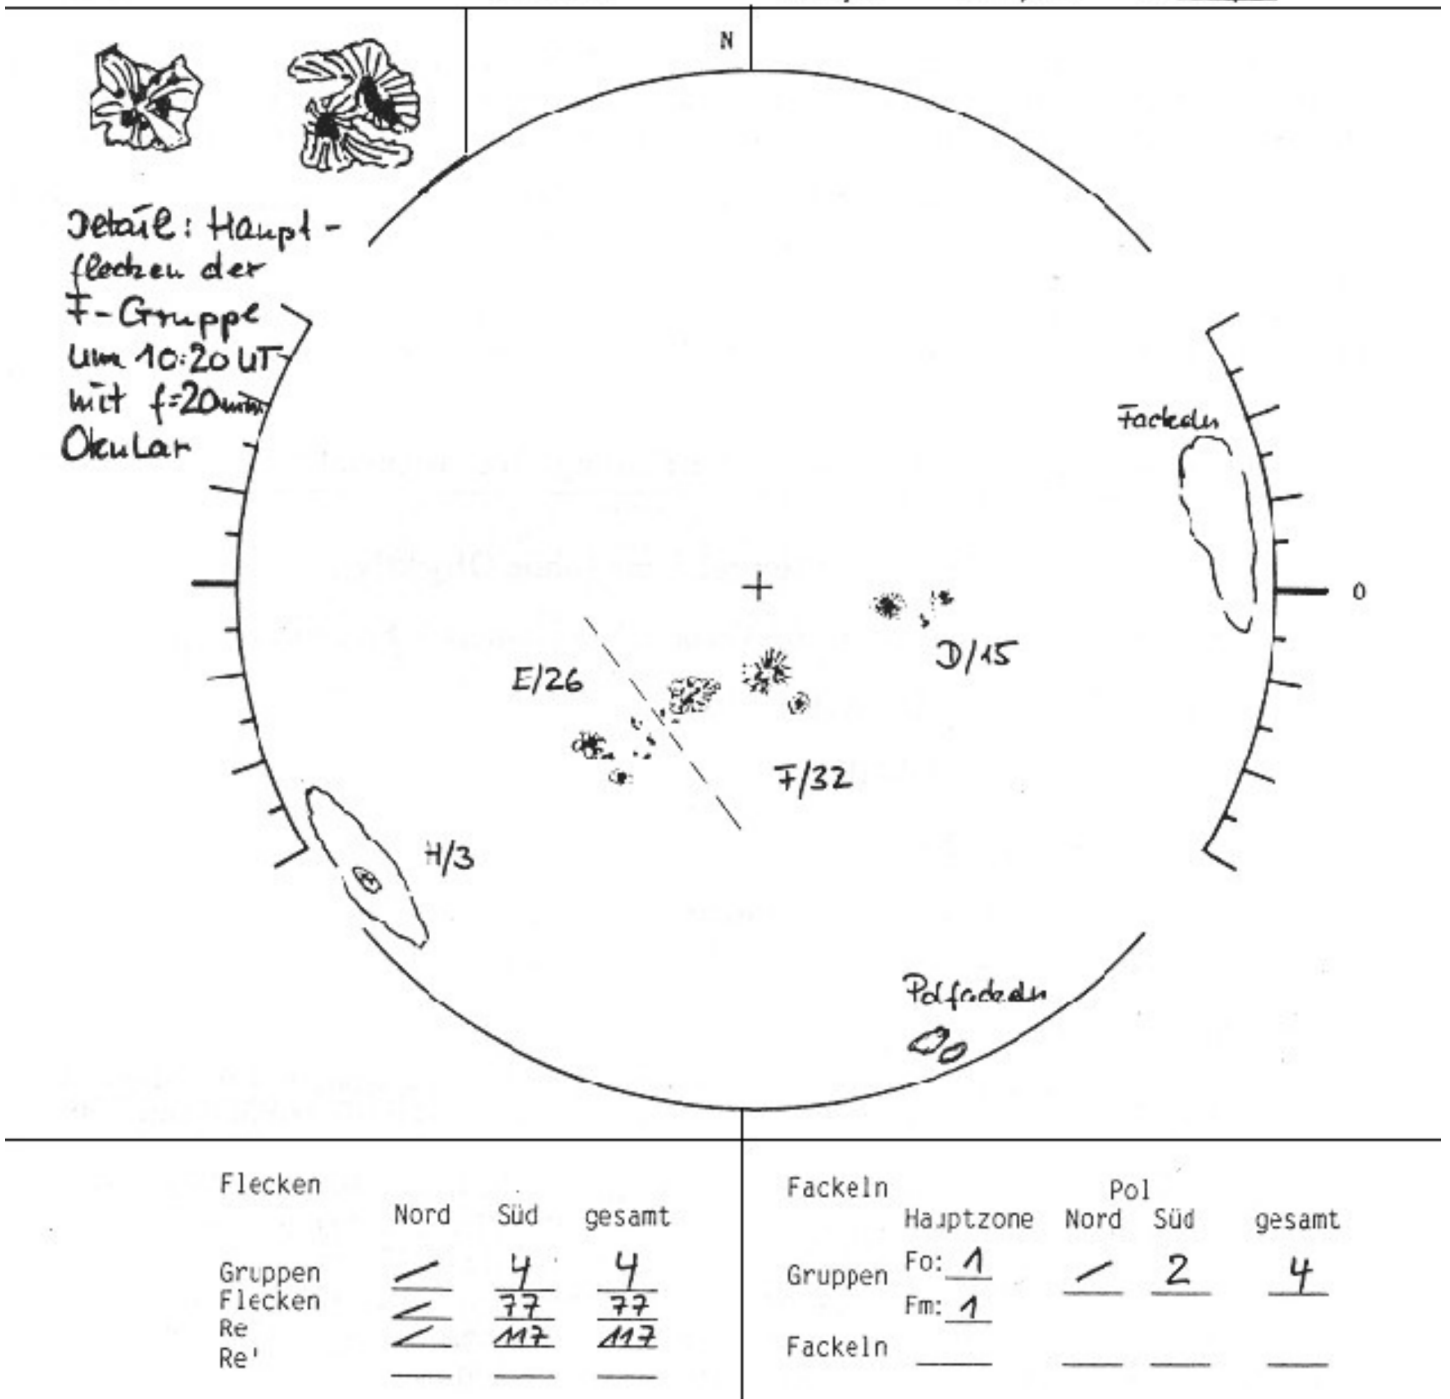 N
Detail: Haupt-
flecken der
F-Gruppe
um 10:20 UT
mit f=20mm
Okular
Fackeln
O
D/15
E/26
F/32
H/3
Polfackeln
Flecken
Nord Süd gesamt
Gruppen / 4 4
Flecken / 77 77
Re / 117 117
Re'
Fackeln Pol
Hauptzone Nord Süd gesamt
Gruppen Fo: 1 / 2 4
Fm: 1
Fackeln